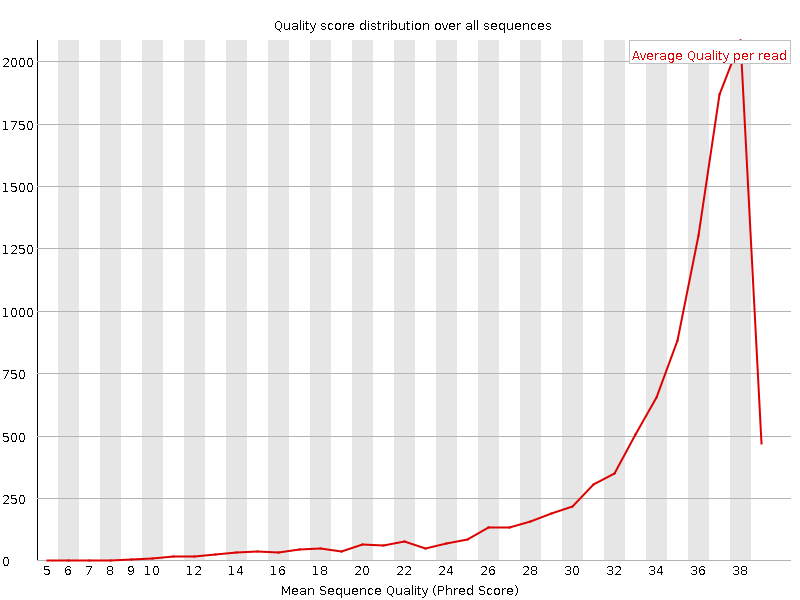 Quality score distribution over all sequences
Average Quality per read
2000
1750
1500
1250
1000
750
500
250
0
5 6 7 8 9 10 12 14 16 18 20 22 24 26 28 30 32 34 36 38
Mean Sequence Quality (Phred Score)